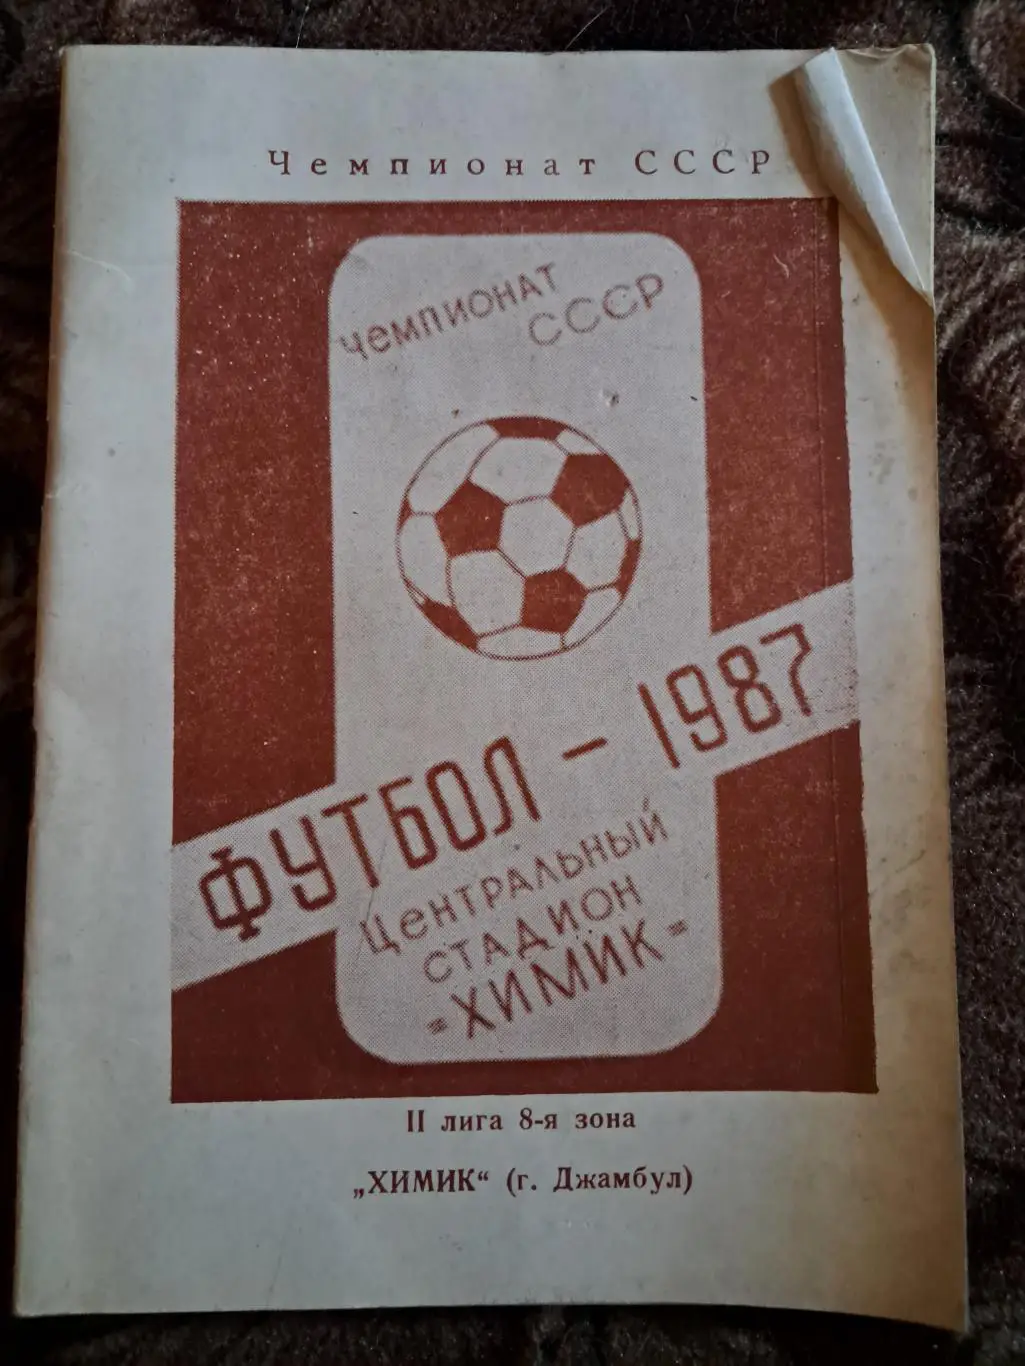 Чемпионат СССР
Чемпионат
СССР
ФУТБОЛ – 1987
Центральный
стадион
"ХИМИК"
II лига 8-я зона
„ХИМИК“ (г. Джамбул)